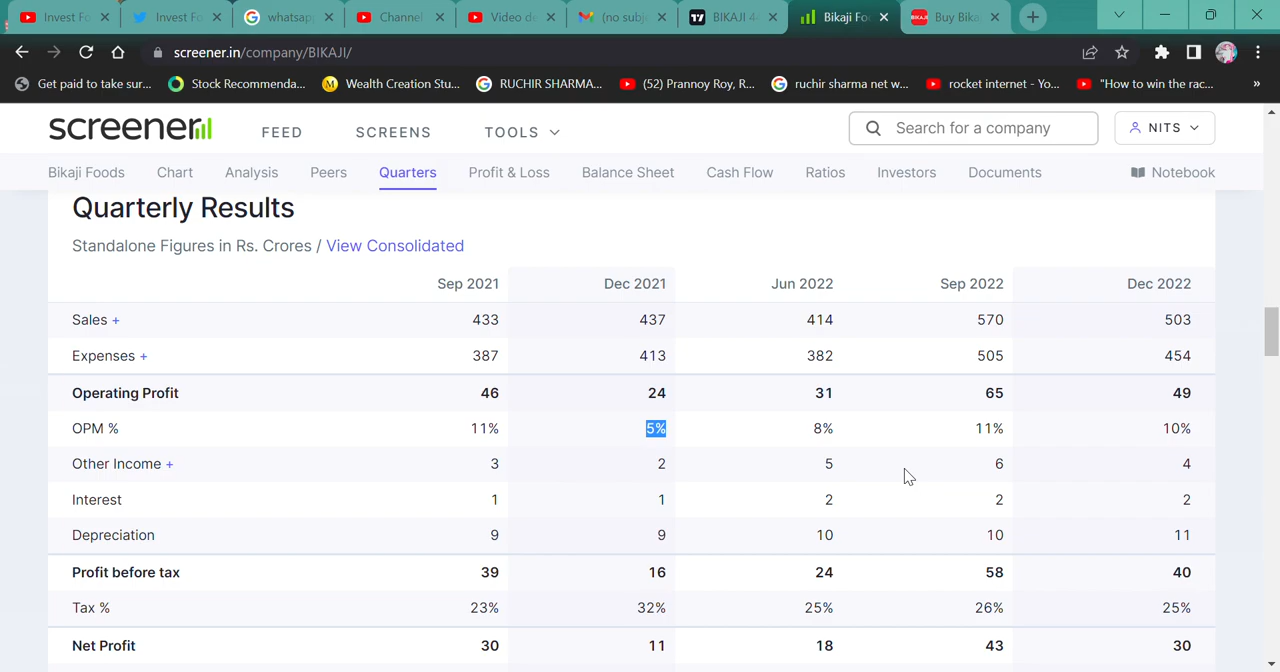 Invest Fo
Invest Fo
whatsap
Channel
Video de
(no subj
BIKAJI 4
Bikaji Fo
Buy Bika
screener.in/company/BIKAJI/
Get paid to take sur...
Stock Recommenda...
Wealth Creation Stu...
RUCHIR SHARMA...
(52) Prannoy Roy, R...
ruchir sharma net w...
rocket internet - Yo...
"How to win the rac...
»
screener
FEED
SCREENS
TOOLS
Search for a company
NITS
Bikaji Foods Chart Analysis Peers Quarters Profit & Loss Balance Sheet Cash Flow Ratios Investors Documents Notebook
Quarterly Results
Standalone Figures in Rs. Crores / View Consolidated
Sep 2021 Dec 2021 Jun 2022 Sep 2022 Dec 2022
Sales + 433 437 414 570 503
Expenses + 387 413 382 505 454
Operating Profit 46 24 31 65 49
OPM % 11% 5% 8% 11% 10%
Other Income + 3 2 5 6 4
Interest 1 1 2 2 2
Depreciation 9 9 10 10 11
Profit before tax 39 16 24 58 40
Tax % 23% 32% 25% 26% 25%
Net Profit 30 11 18 43 30